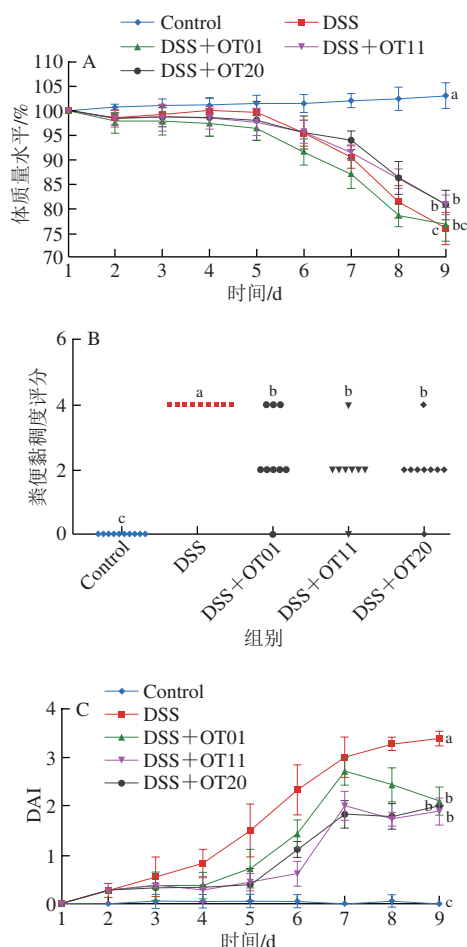 Control
DSS
DSS+OT01
DSS+OT11
DSS+OT20
A
体质量水平/%
105
100
95
90
85
80
75
70
a
b
b
c
bc
1 2 3 4 5 6 7 8 9
时间/d
B
粪便黏稠度评分
6
4
2
0
c
a
b
b
b
Control
DSS
DSS+OT01
DSS+OT11
DSS+OT20
组别
C
Control
DSS
DSS+OT01
DSS+OT11
DSS+OT20
DAI
4
3
2
1
0
a
b
b
b
c
1 2 3 4 5 6 7 8 9
时间/d